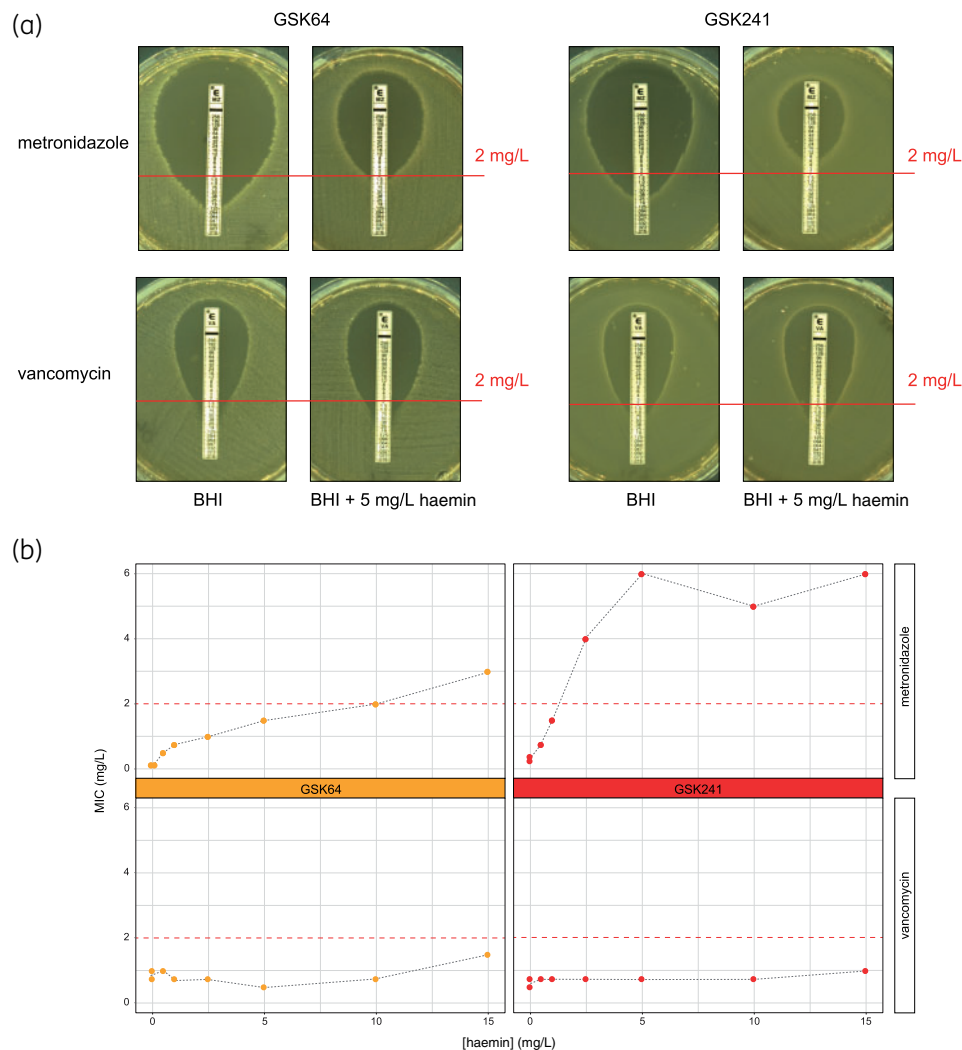 (a)
GSK64
GSK241
metronidazole
2 mg/L
2 mg/L
vancomycin
2 mg/L
2 mg/L
BHI
BHI + 5 mg/L haemin
BHI
BHI + 5 mg/L haemin
(b)
6
4
2
0
metronidazole
MIC (mg/L)
GSK64
GSK241
6
4
2
0
vancomycin
0
5
10
15
0
5
10
15
[haemin] (mg/L)